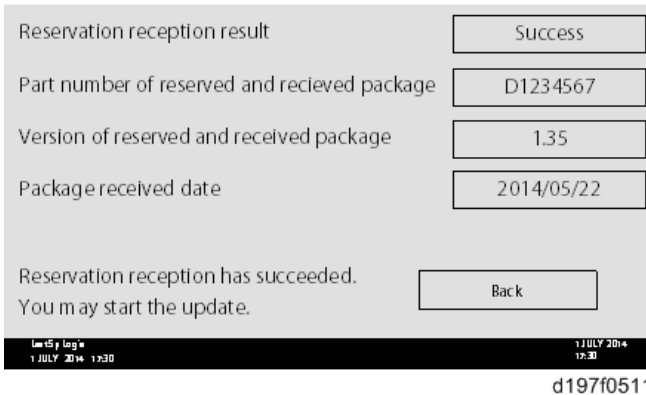 Reservation reception result Success
Part number of reserved and recieved package D1234567
Version of reserved and received package 1.35
Package received date 2014/05/22
Reservation reception has succeeded.
You may start the update.
Back
1 JULY 2014
1 JULY 2014 17:30
17:30
d197f0511